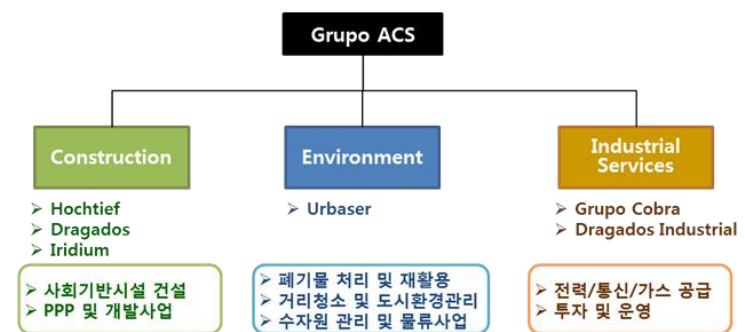 Grupo ACS
Construction
Environment
Industrial
Services
➢ Hochtief
➢ Dragados
➢ Iridium
➢ Urbaser
➢ Grupo Cobra
➢ Dragados Industrial
➢ 사회기반시설 건설
➢ PPP 및 개발사업
➢ 폐기물 처리 및 재활용
➢ 거리청소 및 도시환경관리
➢ 수자원 관리 및 물류사업
➢ 전력/통신/가스 공급
➢ 투자 및 운영